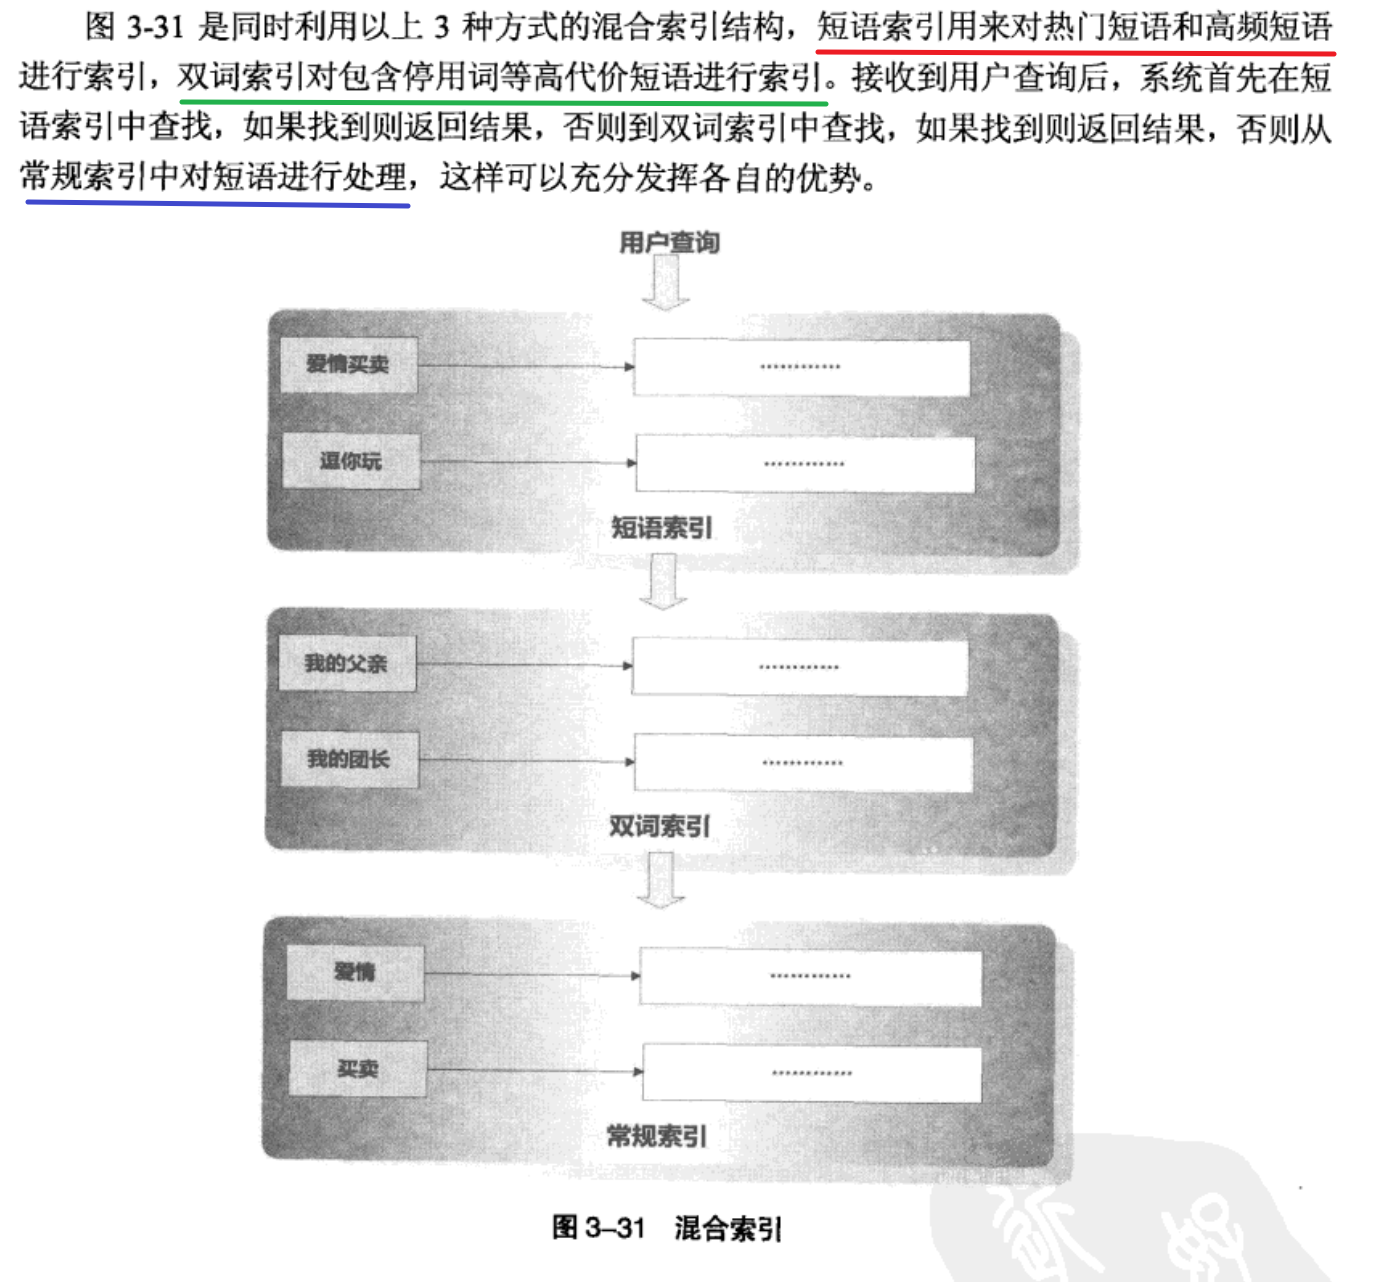 图 3-31 是同时利用以上 3 种方式的混合索引结构，短语索引用来对热门短语和高频短语
进行索引，双词索引对包含停用词等高代价短语进行索引。接收到用户查询后，系统首先在短
语索引中查找，如果找到则返回结果，否则到双词索引中查找，如果找到则返回结果，否则从
常规索引中对短语进行处理，这样可以充分发挥各自的优势。
用户查询
爱情买卖
…………
逗你玩
…………
短语索引
我的父亲
…………
我的团长
…………
双词索引
爱情
…………
买卖
…………
常规索引
图 3–31 混合索引